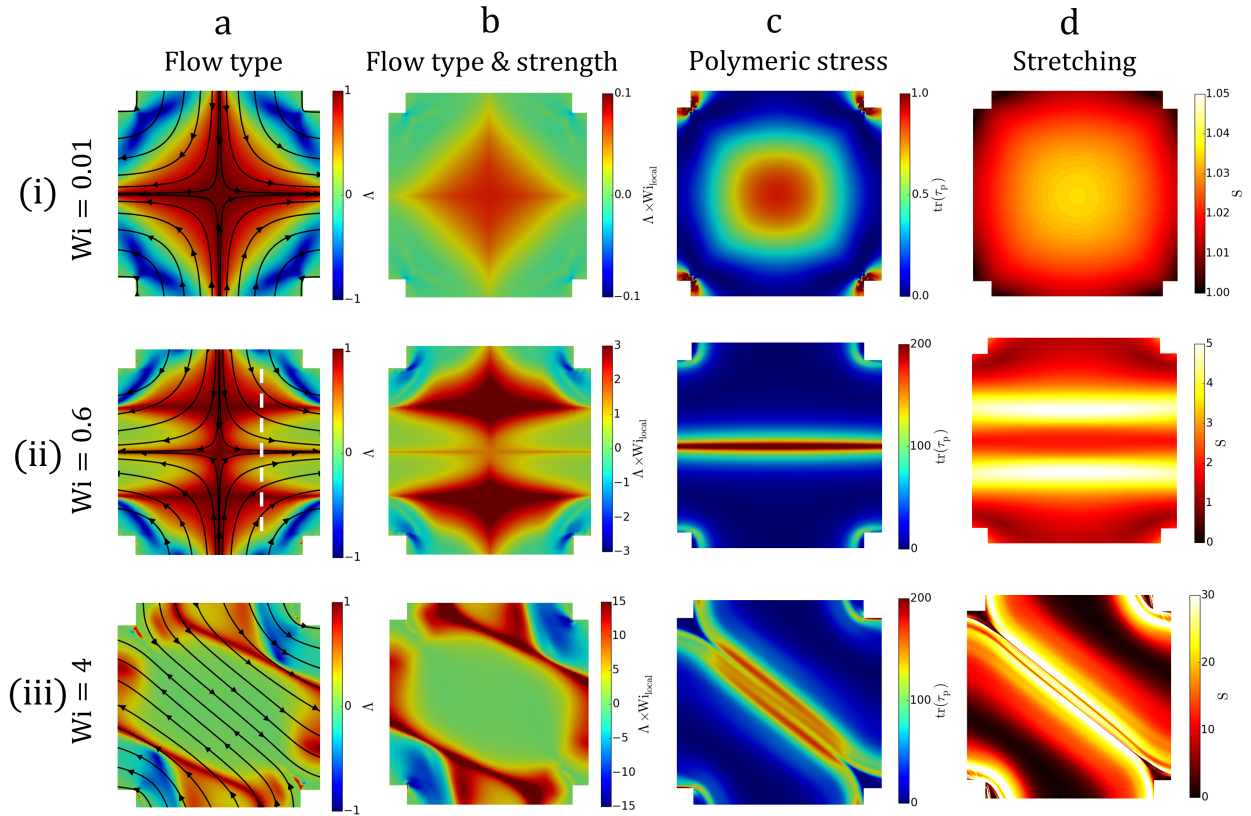 a b c d
Flow type Flow type & strength Polymeric stress Stretching
(i) Wi = 0.01
1 0 −1 Λ
0.1 0.0 −0.1 Λ ×Wi_local
1.0 0.5 0.0 tr(τ_p)
1.05 1.04 1.03 1.02 1.01 1.00 S
(ii) Wi = 0.6
1 0 −1 Λ
3 2 1 0 −1 −2 −3 Λ ×Wi_local
200 100 0 tr(τ_p)
5 4 3 2 1 0 S
(iii) Wi = 4
1 0 −1 Λ
15 10 5 0 −5 −10 −15 Λ ×Wi_local
200 100 0 tr(τ_p)
30 20 10 0 S